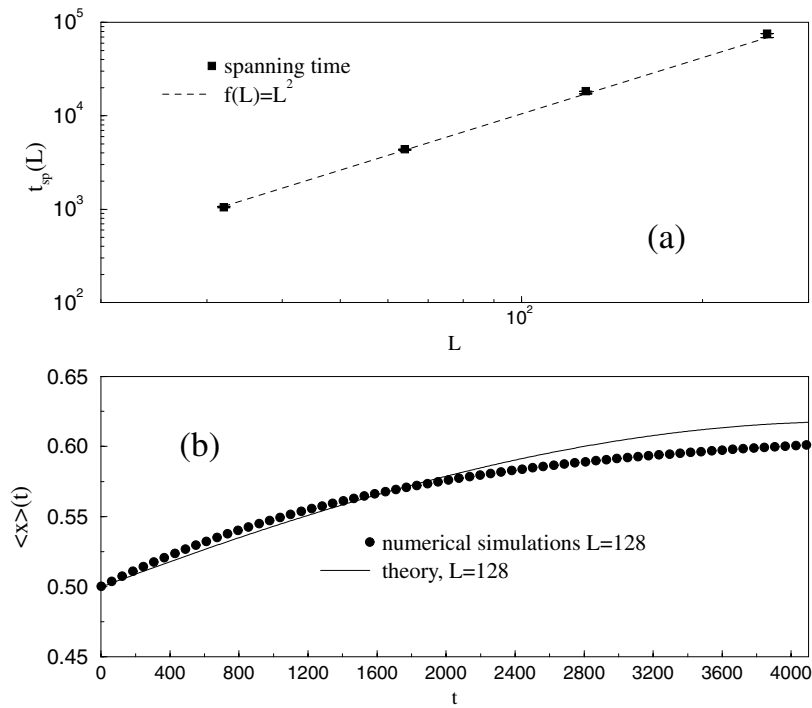 10^5
spanning time
f(L)=L^2
10^4
t_sp(L)
10^3
(a)
10^2
10^2
L
0.65
(b)
0.60
<x>(t)
0.55
numerical simulations L=128
theory, L=128
0.50
0.45
0 400 800 1200 1600 2000 2400 2800 3200 3600 4000
t